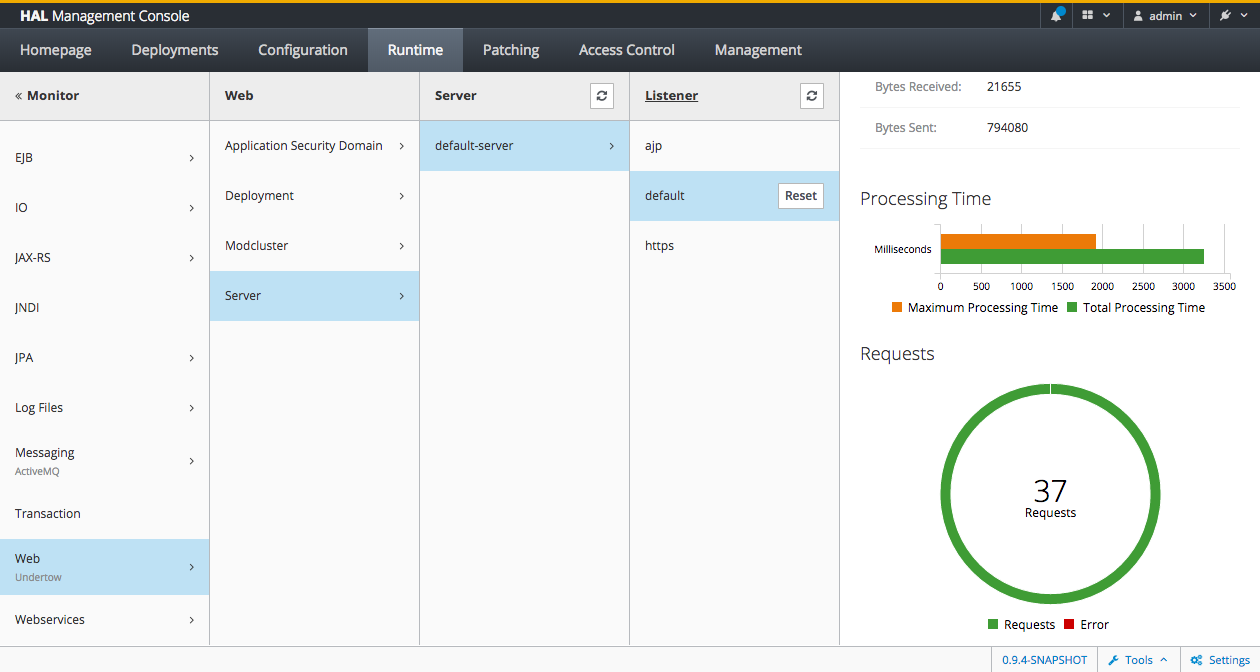 HAL Management Console
admin
Homepage Deployments Configuration Runtime Patching Access Control Management
« Monitor
EJB
IO
JAX-RS
JNDI
JPA
Log Files
Messaging
ActiveMQ
Transaction
Web
Undertow
Webservices
Web
Application Security Domain
Deployment
Modcluster
Server
Server
default-server
Listener
ajp
default Reset
https
Bytes Received: 21655
Bytes Sent: 794080
Processing Time
Milliseconds
0 500 1000 1500 2000 2500 3000 3500
Maximum Processing Time Total Processing Time
Requests
37
Requests
Requests Error
0.9.4-SNAPSHOT Tools Settings